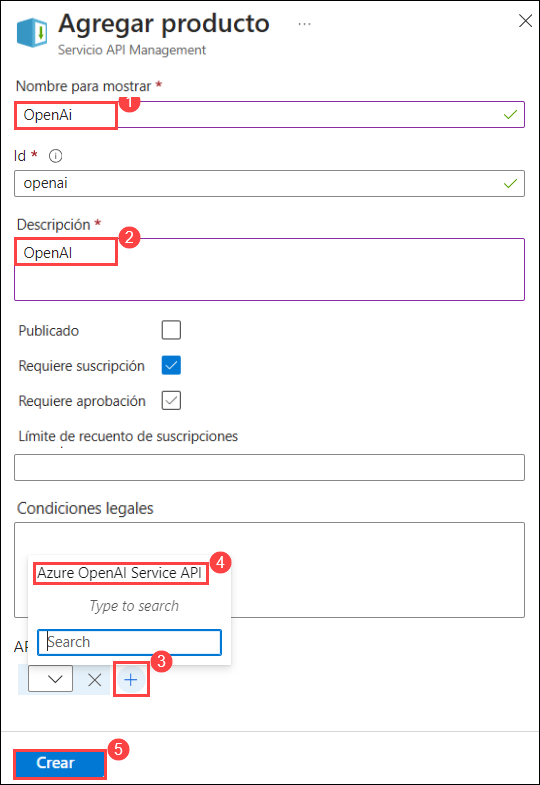 Agregar producto ...
Servicio API Management
Nombre para mostrar *
1
OpenAi
Id *
openai
Descripción *
2
OpenAI
Publicado
Requiere suscripción
Requiere aprobación
Límite de recuento de suscripciones
Condiciones legales
4
Azure OpenAI Service API
Type to search
Search
3
5
Crear